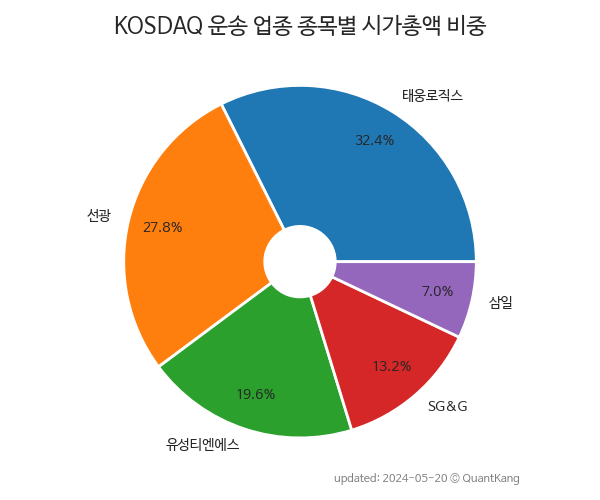 KOSDAQ 운송 업종 종목별 시가총액 비중
태웅로직스
32.4%
선광
27.8%
7.0%
삼일
13.2%
19.6%
SG&G
유성티엔에스
updated: 2024-05-20 © QuantKang